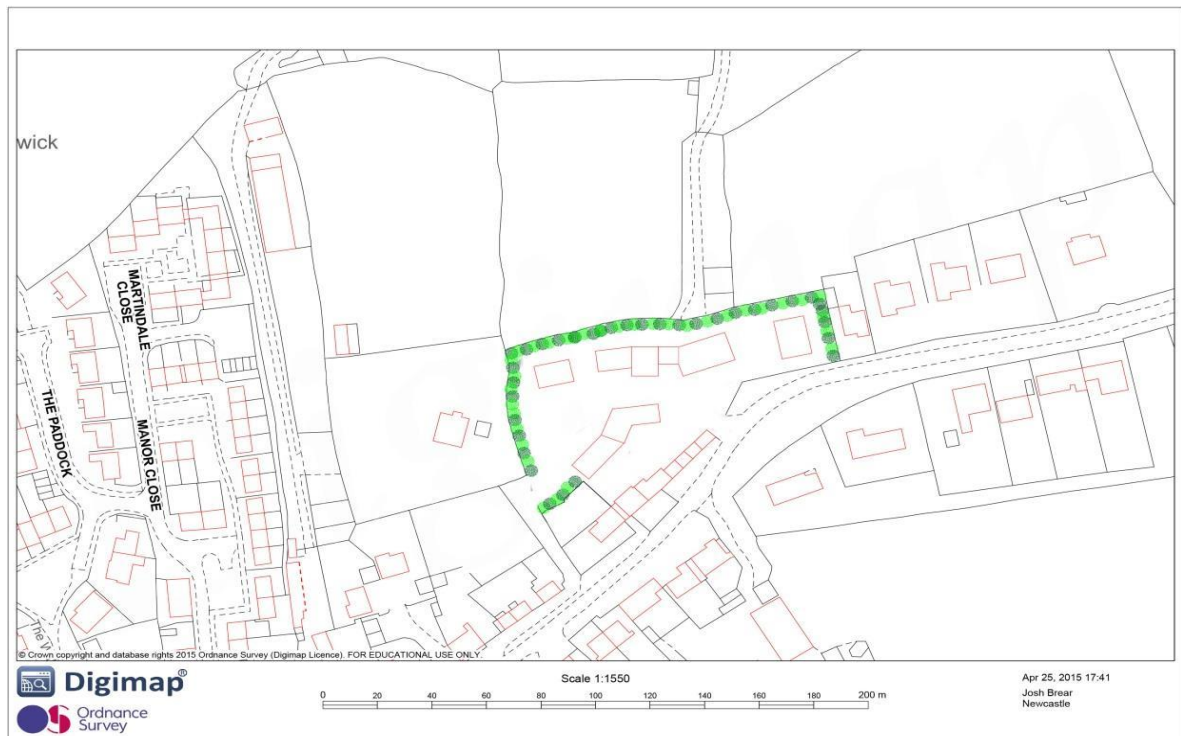 wick
MARTINDALE
CLOSE
THE PADDOCK
MANOR CLOSE
© Crown copyright and database rights 2015 Ordnance Survey (Digimap Licence). FOR EDUCATIONAL USE ONLY.
Digimap®
Ordnance
Survey
Scale 1:1550
0 20 40 60 80 100 120 140 160 180 200 m
Apr 25, 2015 17:41
Josh Brear
Newcastle